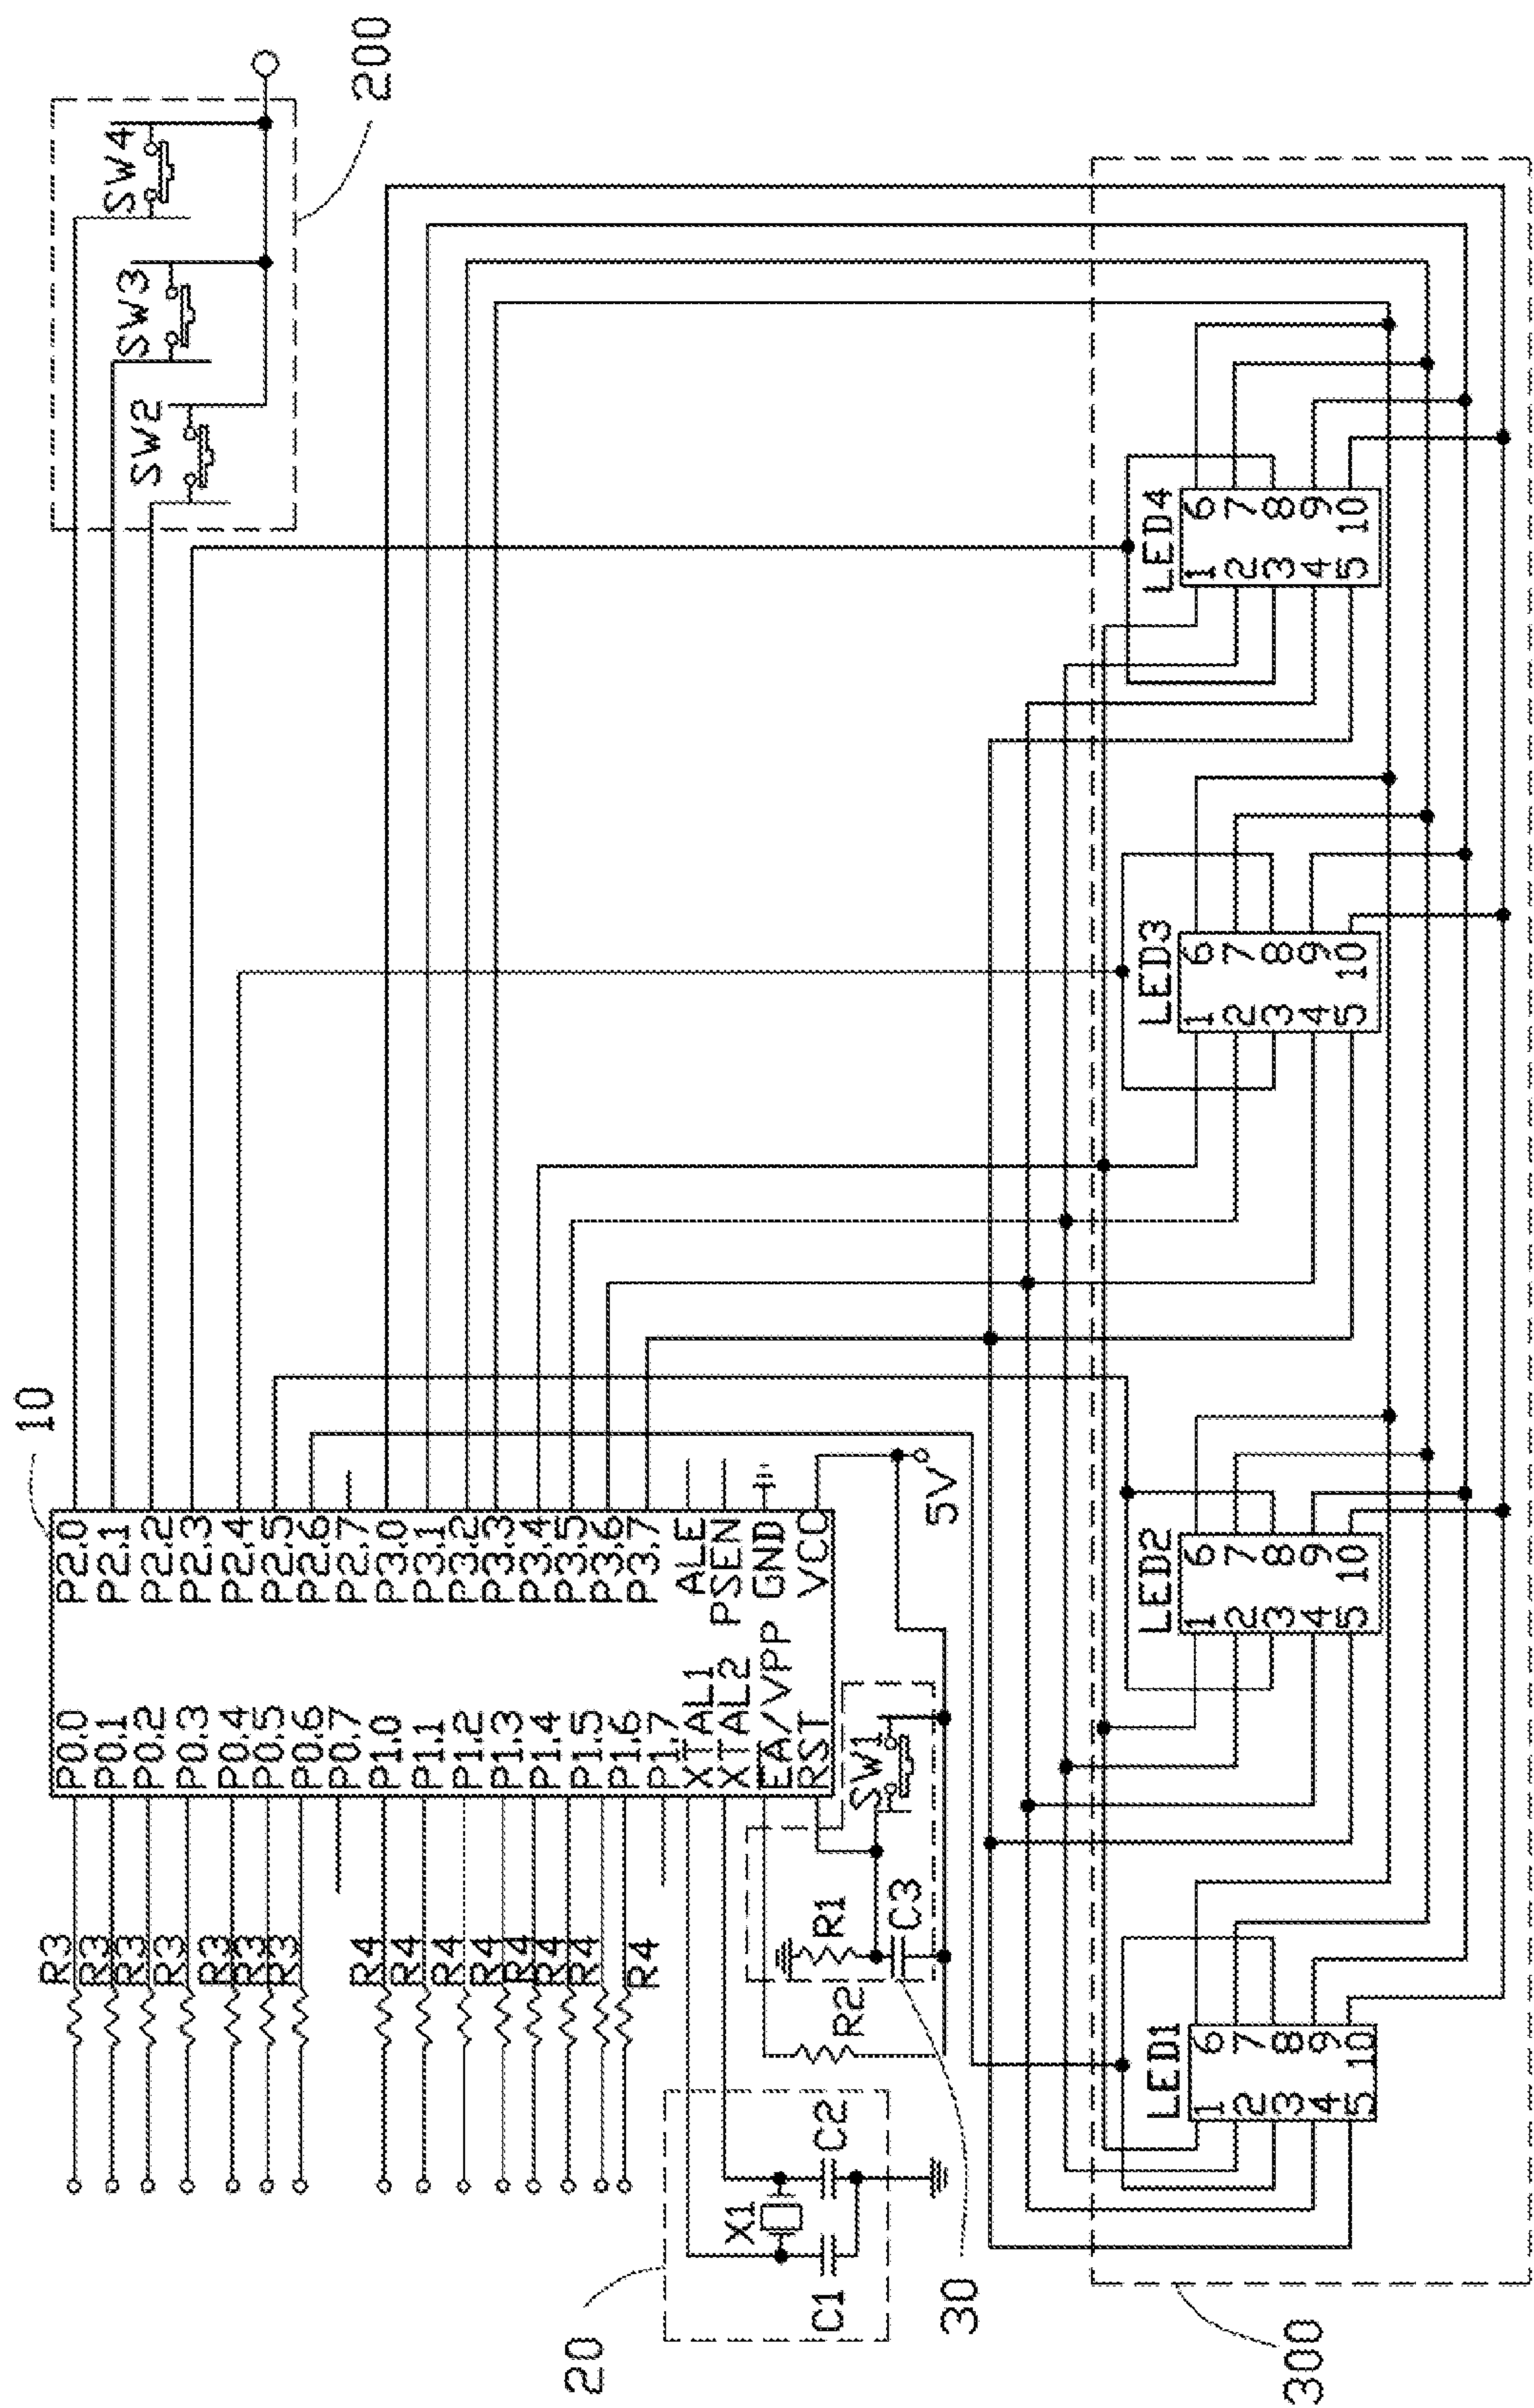 10
200
SW2
SW3
SW4
R3
R3
R3
R3
R3
R3
R3
R4
R4
R4
R4
R4
R4
R4
R4
P0,0 P2,0
P0,1 P2,1
P0,2 P2,2
P0,3 P2,3
P0,4 P2,4
P0,5 P2,5
P0,6 P2,6
P0,7 P2,7
P1,0 P3,0
P1,1 P3,1
P1,2 P3,2
P1,3 P3,3
P1,4 P3,4
P1,5 P3,5
P1,6 P3,6
P1,7 P3,7
XTAL1 ALE
XTAL2 PSEN
EA/VPP GND
RST VCC
5V
20
X1
C1
C2
R2
R1
C3
SW1
30
LED1
1 6
2 7
3 8
4 9
5 10
LED2
1 6
2 7
3 8
4 9
5 10
LED3
1 6
2 7
3 8
4 9
5 10
LED4
1 6
2 7
3 8
4 9
5 10
300